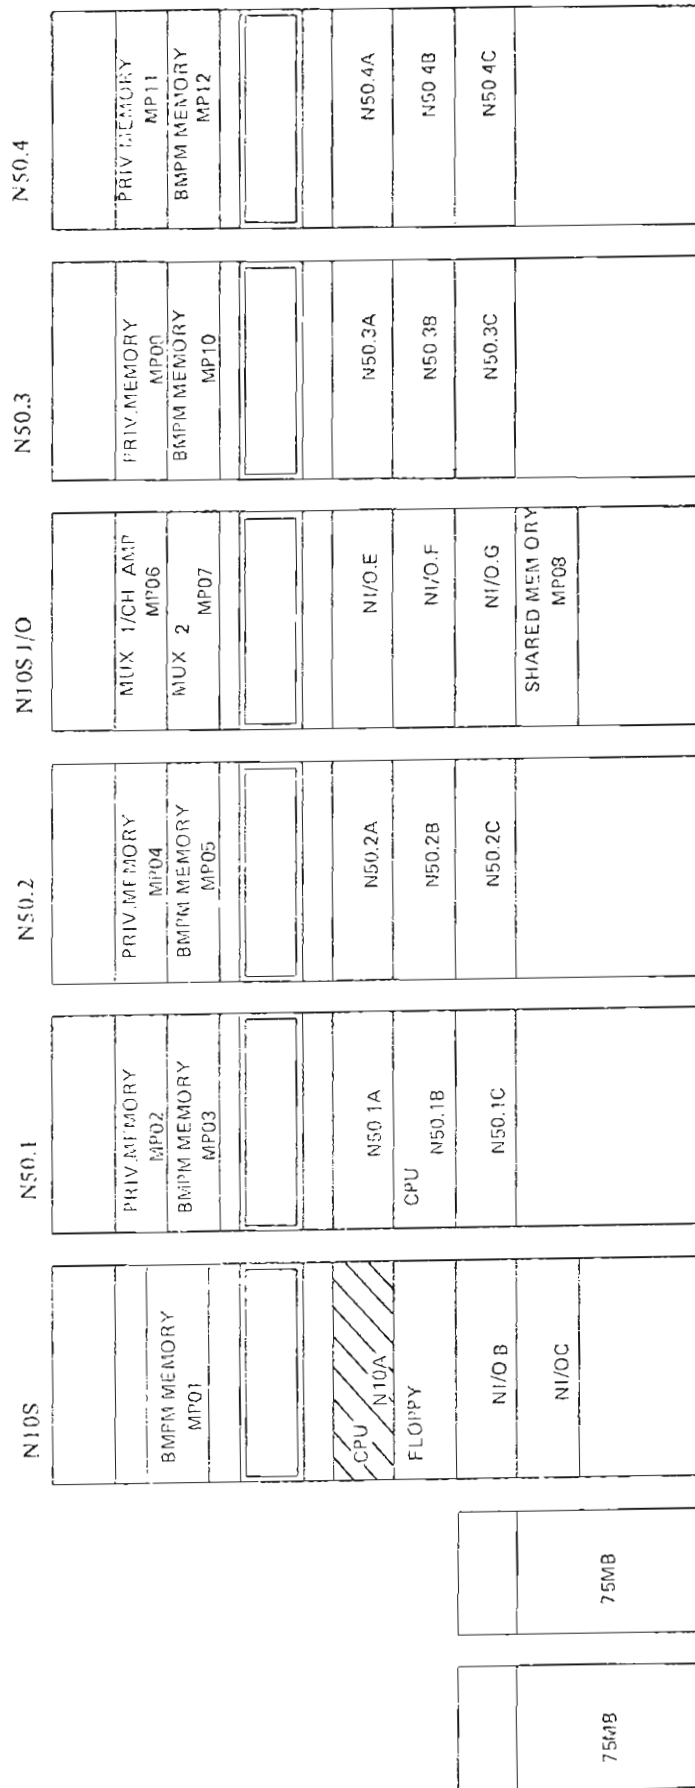 N10S
BMPM MEMORY
MP01
CPU
N10A
FLOPPY
NI/O B
NI/OC
75MB
75MB
N50.1
PRIV.MEMORY
MP02
BMPM MEMORY
MP03
N50.1A
CPU
N50.1B
N50.1C
N50.2
PRIV.MEMORY
MP04
BMPM MEMORY
MP05
N50.2A
N50.2B
N50.2C
N10S I/O
MUX 1/CH AMP
MP06
MUX 2
MP07
NI/O.E
NI/O.F
NI/O.G
SHARED MEMORY
MP08
N50.3
PRIV.MEMORY
MP09
BMPM MEMORY
MP10
N50.3A
N50 3B
N50.3C
N50.4
PRIV MEMORY
MP11
BMPM MEMORY
MP12
N50.4A
N50 4B
N50 4C